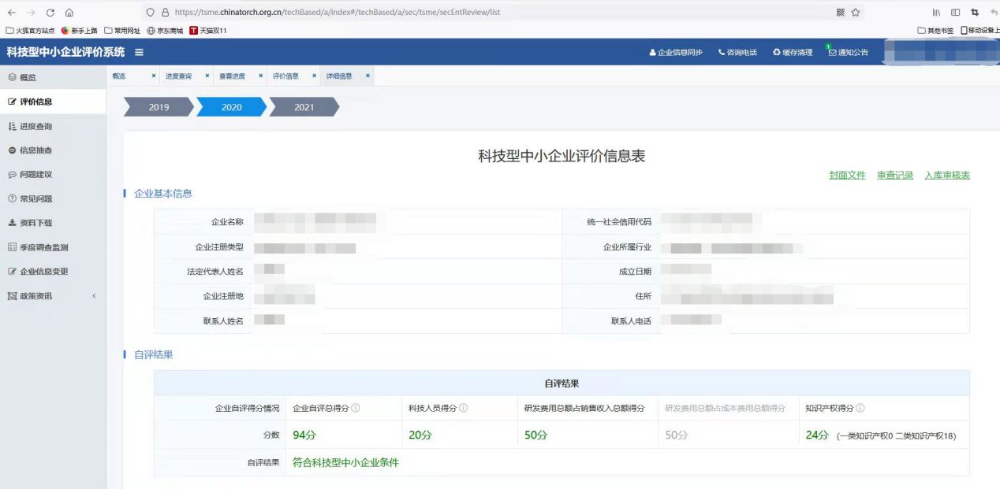 https://tsme.chinatorch.org.cn/techBased/a/index#/techBased/a/sec/tsme/secEntReview/list
火狐官方站点 新手上路 常用网址 京东商城 T 天猫双11 其他书签 移动设备上
科技型中小企业评价系统 企业信息同步 咨询电话 缓存清理 1 通知公告
概览
评价信息
进度查询
信息抽查
问题建议
常见问题
资料下载
季度调查监测
企业信息变更
政策资讯
概览 × 进度查询 × 查看进度 × 评价信息 × 详细信息 ×
2019 2020 2021
科技型中小企业评价信息表
封面文件 审查记录 入库审核表
企业基本信息
企业名称 统一社会信用代码
企业注册类型 企业所属行业
法定代表人姓名 成立日期
企业注册地 住所
联系人姓名 联系人电话
自评结果
自评结果
企业自评得分情况 企业自评总得分 科技人员得分 研发费用总额占销售收入总额得分 研发费用总额占成本费用总额得分 知识产权得分
分数 94分 20分 50分 50分 24分 (一类知识产权0 二类知识产权18)
自评结果 符合科技型中小企业条件